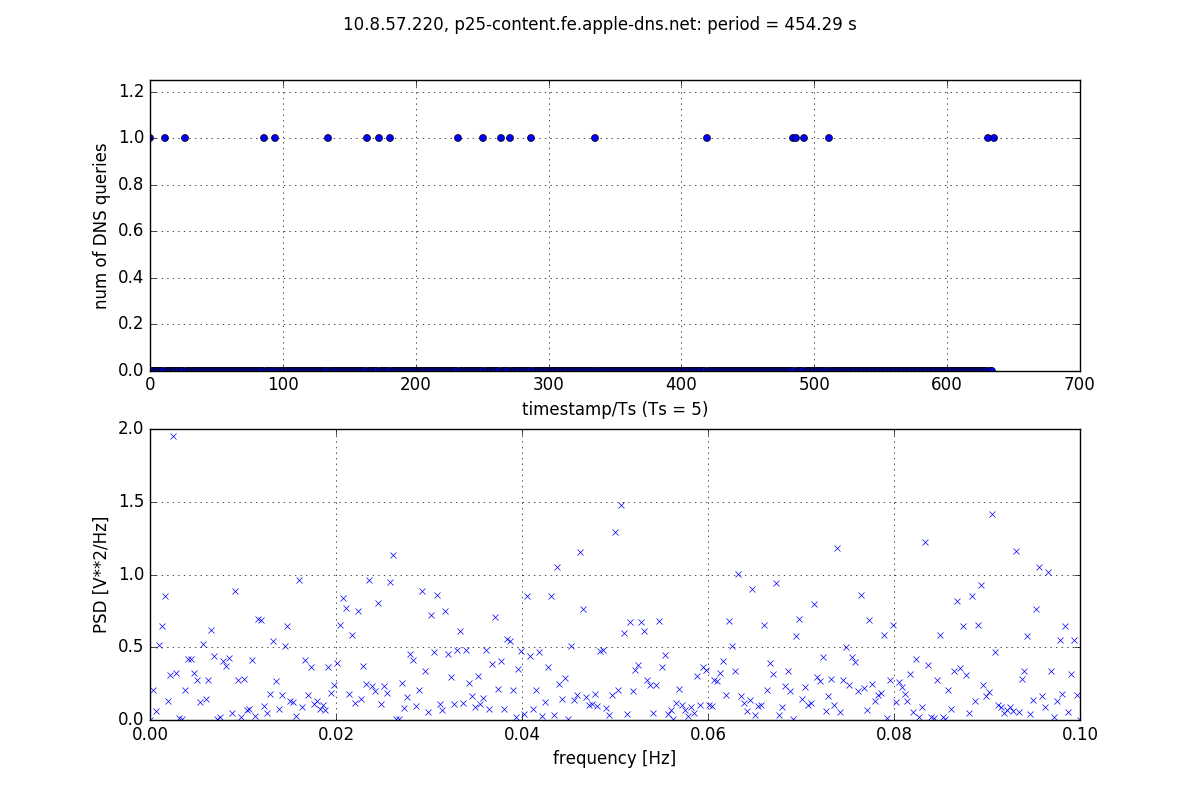 10.8.57.220, p25-content.fe.apple-dns.net: period = 454.29 s
num of DNS queries
1.2
1.0
0.8
0.6
0.4
0.2
0.0
0 100 200 300 400 500 600 700
timestamp/Ts (Ts = 5)
PSD [V**2/Hz]
2.0
1.5
1.0
0.5
0.0
0.00 0.02 0.04 0.06 0.08 0.10
frequency [Hz]